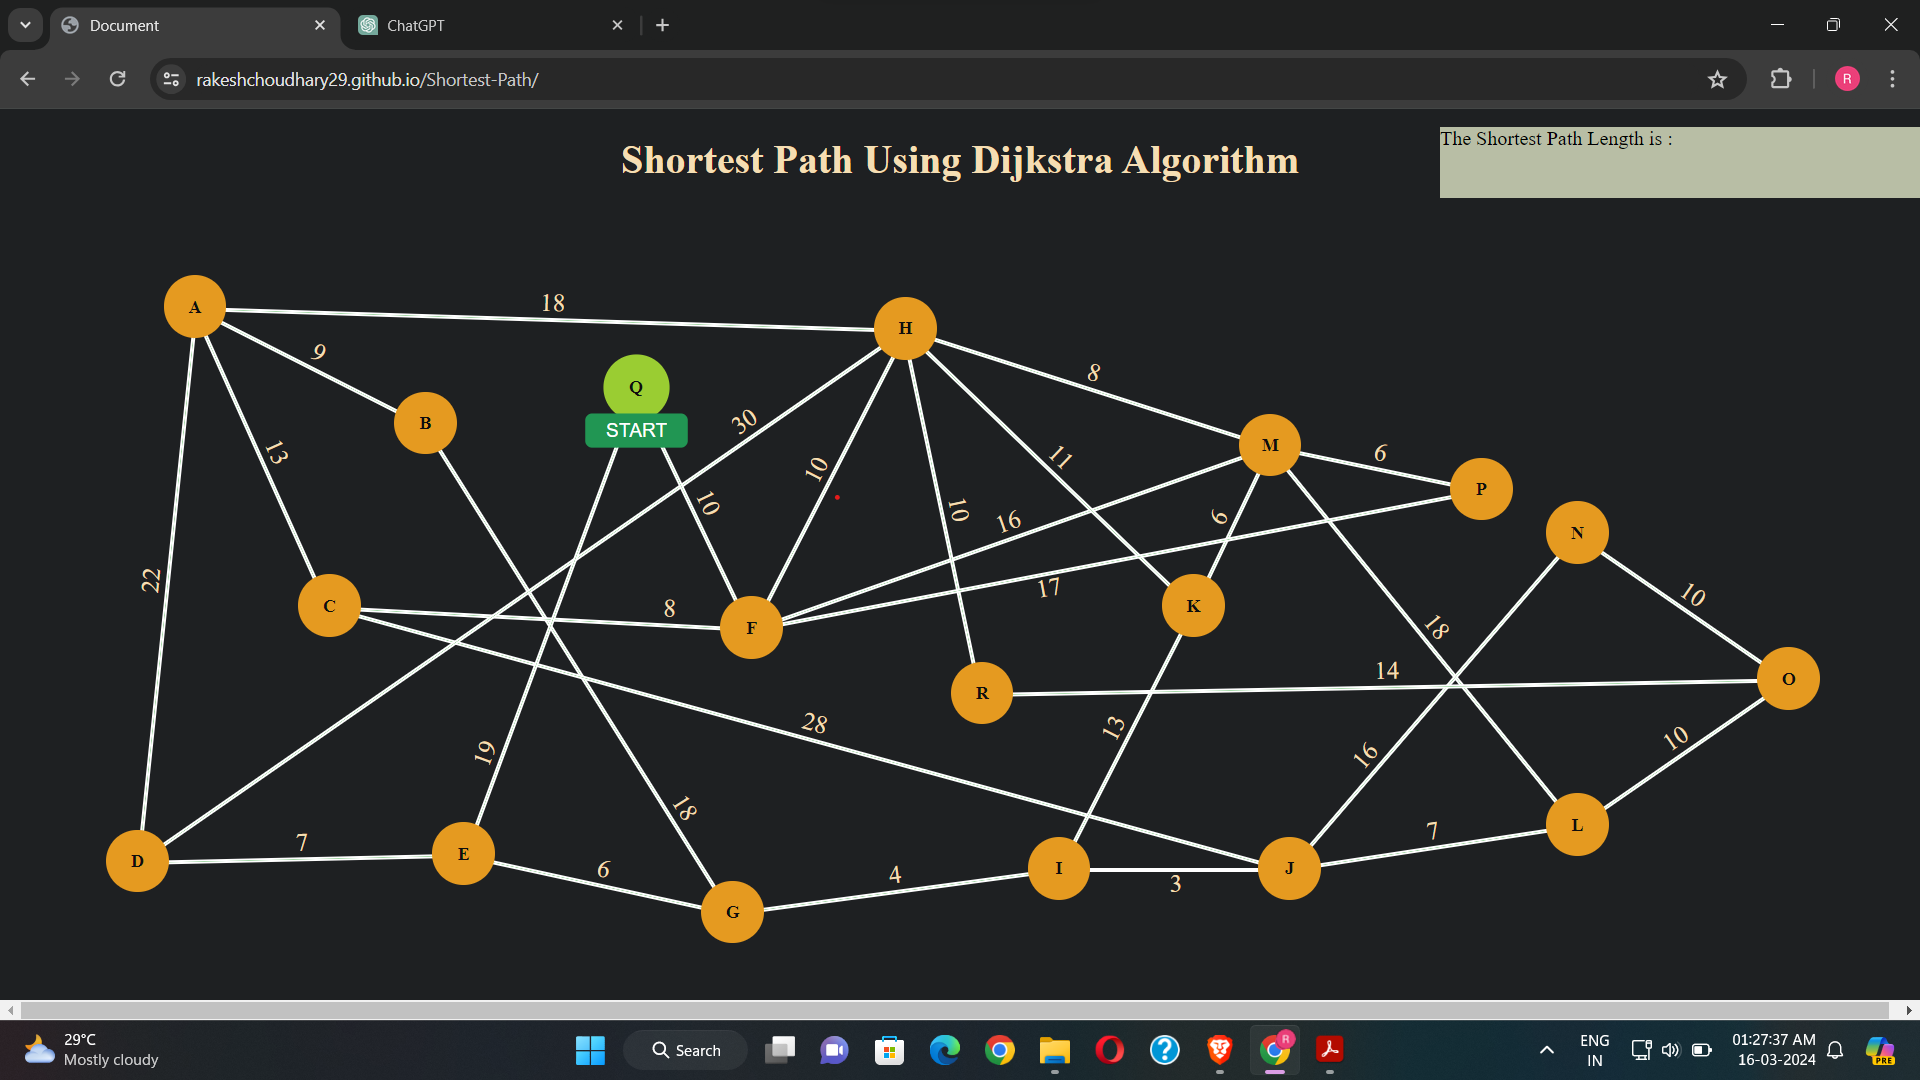 Document
ChatGPT
rakeshchoudhary29.github.io/Shortest-Path/
R
Shortest Path Using Dijkstra Algorithm
The Shortest Path Length is :
A
18
H
9
8
Q
B
30
START
13
10
11
M
6
P
10
10
16
6
N
22
17
10
C
8
F
K
18
14
O
R
28
13
19
16
10
18
7
L
D
7
E
6
4
I
3
J
G
29°C
Mostly cloudy
Search
R
ENG
IN
01:27:37 AM
16-03-2024
PRE